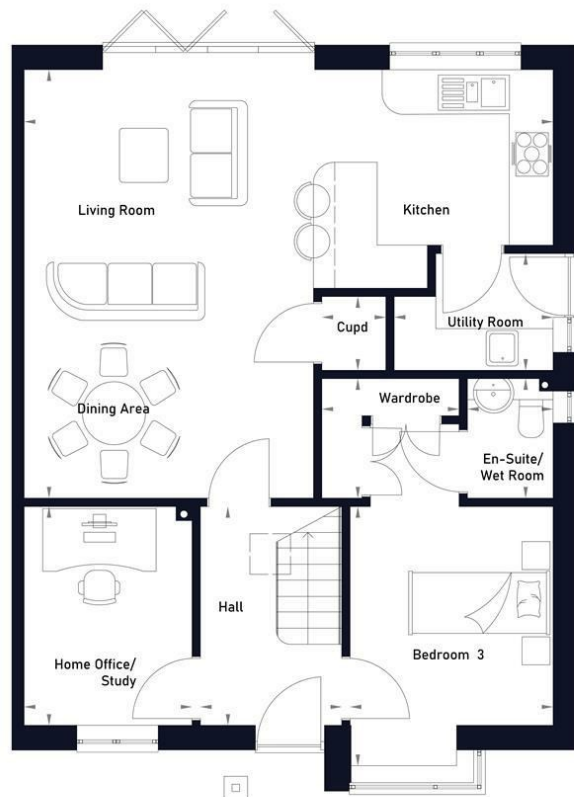 Living Room
Kitchen
Cupd
Utility Room
Wardrobe
Dining Area
En-Suite/
Wet Room
Hall
Home Office/
Study
Bedroom 3